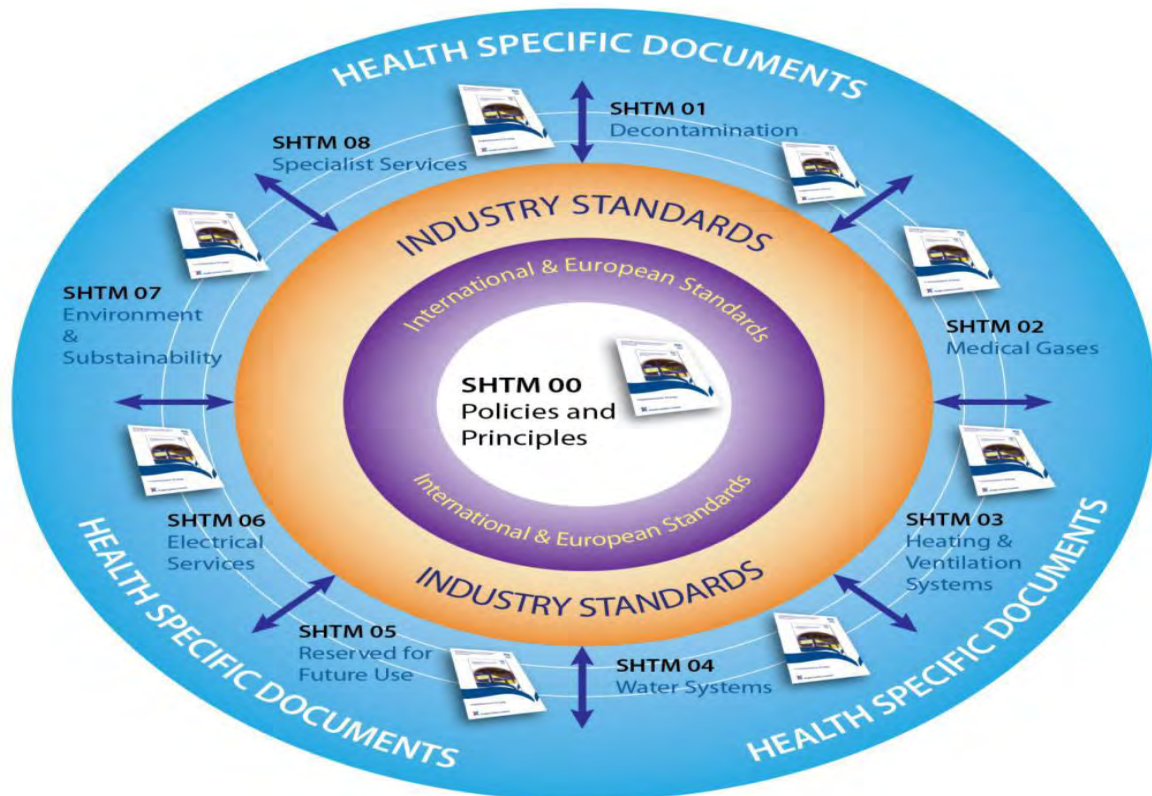 HEALTH SPECIFIC DOCUMENTS
SHTM 01
Decontamination
SHTM 08
Specialist Services
INDUSTRY STANDARDS
International & European Standards
SHTM 07
Environment
&
Substainability
SHTM 02
Medical Gases
SHTM 00
Policies and
Principles
International & European Standards
SHTM 06
Electrical
Services
SHTM 03
Heating &
Ventilation
Systems
INDUSTRY STANDARDS
SHTM 05
Reserved for
Future Use
SHTM 04
Water Systems
HEALTH SPECIFIC DOCUMENTS
HEALTH SPECIFIC DOCUMENTS